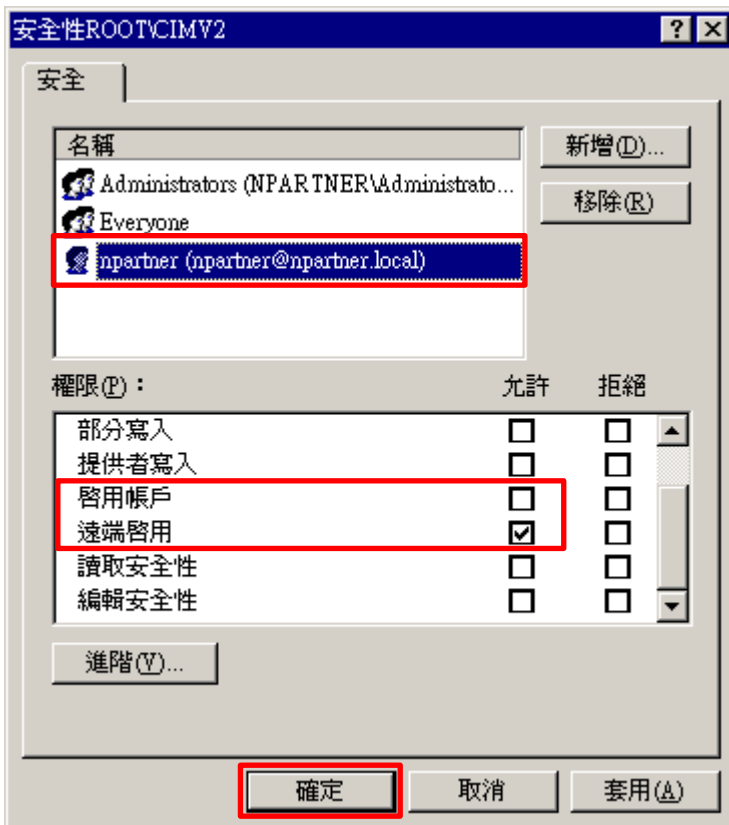 安全性ROOT\CIMV2
安全
名稱
新增(D)...
Administrators (NPARTNER\Administrato...
移除(R)
Everyone
npartner (npartner@npartner.local)
權限(P)： 允許 拒絕
部分寫入
提供者寫入
啓用帳戶
遠端啓用
讀取安全性
編輯安全性
進階(V)...
確定 取消 套用(A)